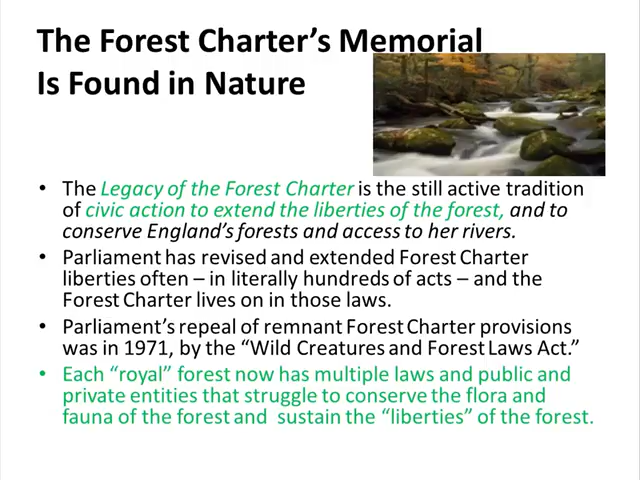 The Forest Charter's Memorial
Is Found in Nature
• The Legacy of the Forest Charter is the still active tradition
of civic action to extend the liberties of the forest, and to
conserve England's forests and access to her rivers.
• Parliament has revised and extended Forest Charter
liberties often – in literally hundreds of acts – and the
Forest Charter lives on in those laws.
• Parliament's repeal of remnant Forest Charter provisions
was in 1971, by the “Wild Creatures and Forest Laws Act.”
• Each “royal” forest now has multiple laws and public and
private entities that struggle to conserve the flora and
fauna of the forest and sustain the “liberties” of the forest.